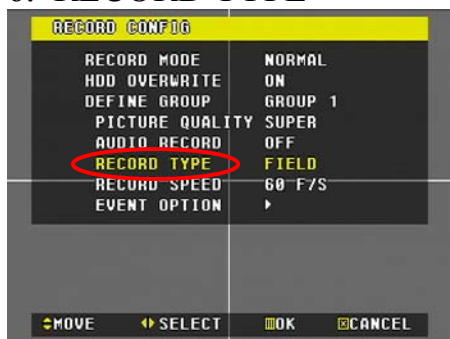 RECORD CONFIG
RECORD MODE NORMAL
HDD OVERWRITE ON
DEFINE GROUP GROUP 1
PICTURE QUALITY SUPER
AUDIO RECORD OFF
RECORD TYPE FIELD
RECORD SPEED 60 F/S
EVENT OPTION
MOVE SELECT OK CANCEL